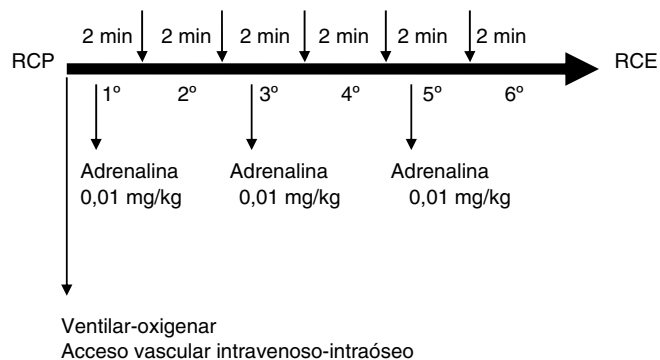 2 min 2 min 2 min 2 min 2 min 2 min
RCP RCE
1º 2º 3º 4º 5º 6º
Adrenalina Adrenalina Adrenalina
0,01 mg/kg 0,01 mg/kg 0,01 mg/kg
Ventilar-oxigenar
Acceso vascular intravenoso-intraóseo